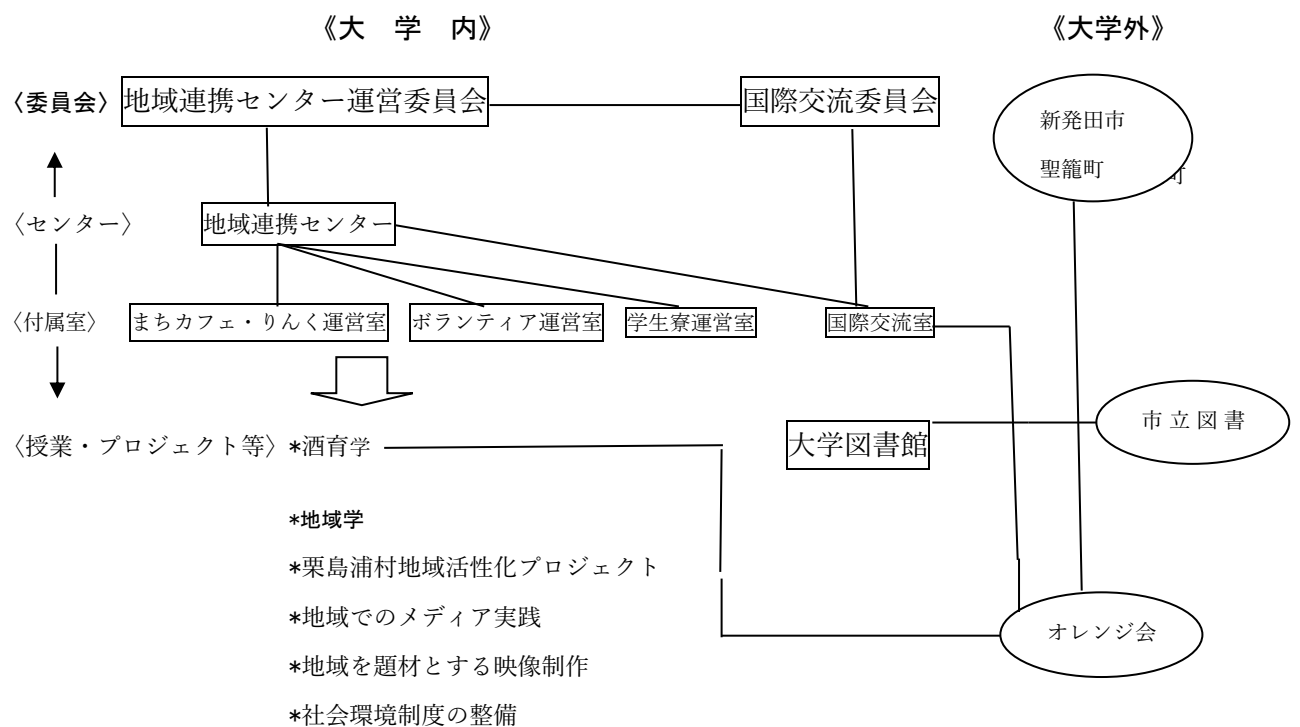 《大　学　内》　《大学外》
〈委員会〉 地域連携センター運営委員会 国際交流委員会
新発田市
聖籠町 町
〈センター〉 地域連携センター
〈付属室〉 まちカフェ・りんく運営室 ボランティア運営室 学生寮運営室 国際交流室
市 立 図 書
〈授業・プロジェクト等〉 *酒育学 大学図書館
*地域学
*栗島浦村地域活性化プロジェクト
*地域でのメディア実践
オレンジ会
*地域を題材とする映像制作
*社会環境制度の整備